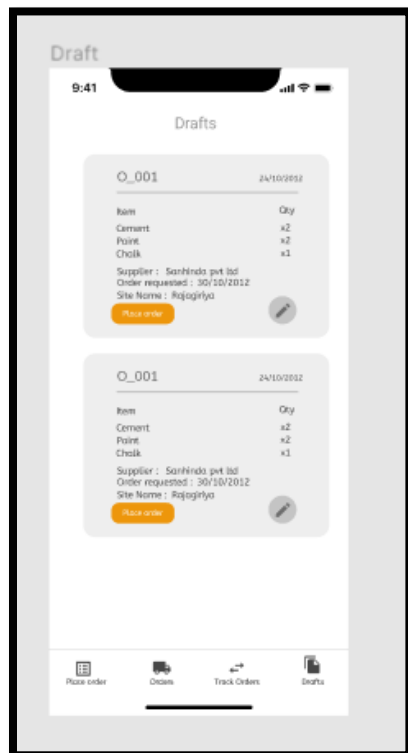 Draft
9:41
Drafts
O_001 24/10/2012
Item Qty
Cement x2
Paint x2
Chalk x1
Supplier : Sanhinda pvt ltd
Order requested : 30/10/2012
Site Name : Rajagiriya
Place order
O_001 24/10/2012
Item Qty
Cement x2
Paint x2
Chalk x1
Supplier : Sanhinda pvt ltd
Order requested : 30/10/2012
Site Name : Rajagiriya
Place order
Place order Orders Track Orders Drafts